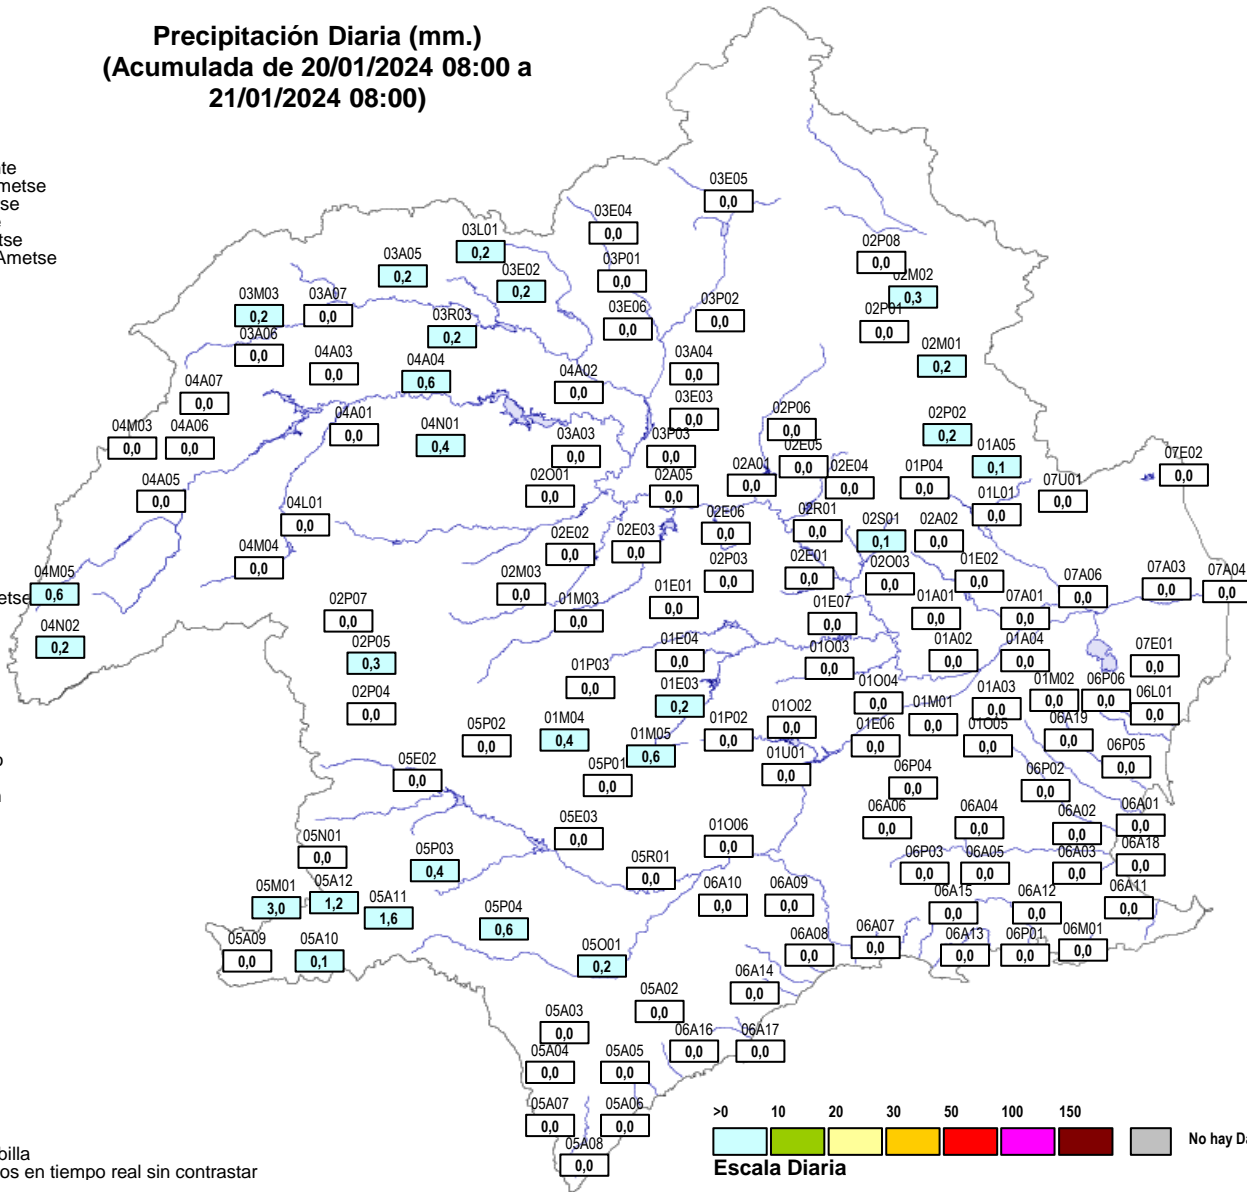 Precipitación Diaria (mm.)
(Acumulada de 20/01/2024 08:00 a
21/01/2024 08:00)
03E05
0,0
03E04
0,0
03L01
0,2
03A05
0,2
03E02
0,2
03P01
0,0
02P08
0,0
02M02
0,3
03M03
0,2
03A07
0,0
03R03
0,2
03E06
0,0
03P02
0,0
02P01
0,0
03A06
0,0
04A03
0,0
04A04
0,6
04A02
0,0
03A04
0,0
02M01
0,2
04A07
0,0
03E03
0,0
04M03
0,0
04A06
0,0
04A01
0,0
04N01
0,4
03A03
0,0
03P03
0,0
02P06
0,0
02P02
0,2
02E05
0,0
01A05
0,1
07E02
0,0
04A05
0,0
02O01
0,0
02A05
0,0
02A01
0,0
02E04
0,0
01P04
0,0
07U01
0,0
04L01
0,0
01L01
0,0
02E06
0,0
02R01
0,0
02S01
0,1
02A02
0,0
04M04
0,0
02E02
0,0
02E03
0,0
04M05
0,6
02M03
0,0
02P03
0,0
02E01
0,0
02O03
0,0
01E02
0,0
07A06
0,0
07A03
0,0
07A04
0,0
etse
02P07
0,0
01M03
0,0
01E01
0,0
01E07
0,0
01A01
0,0
07A01
0,0
04N02
0,2
02P05
0,3
01E04
0,0
01O03
0,0
01A02
0,0
01A04
0,0
07E01
0,0
01P03
0,0
01E03
0,2
01O04
0,0
01A03
0,0
01M02
0,0
06P06
0,0
06L01
0,0
02P04
0,0
05P02
0,0
01M04
0,4
01M05
0,6
01P02
0,0
01O02
0,0
01E06
0,0
01M01
0,0
01O05
0,0
06A19
0,0
05E02
0,0
05P01
0,0
01U01
0,0
06P04
0,0
06P02
0,0
06P05
0,0
05E03
0,0
01O06
0,0
06A06
0,0
06A04
0,0
06A02
0,0
06A01
0,0
05N01
0,0
05P03
0,4
05R01
0,0
06P03
0,0
06A05
0,0
06A03
0,0
06A18
0,0
05M01
3,0
05A12
1,2
05A11
1,6
05P04
0,6
06A10
0,0
06A09
0,0
06A15
0,0
06A12
0,0
06A11
0,0
05A09
0,0
05A10
0,1
05O01
0,2
06A08
0,0
06A07
0,0
06A13
0,0
06P01
0,0
06M01
0,0
05A03
0,0
05A02
0,0
06A14
0,0
05A04
0,0
05A05
0,0
06A16
0,0
06A17
0,0
05A07
0,0
05A06
0,0
05A08
0,0
>0 10 20 30 50 100 150
No hay
Escala Diaria
os en tiempo real sin contrastar